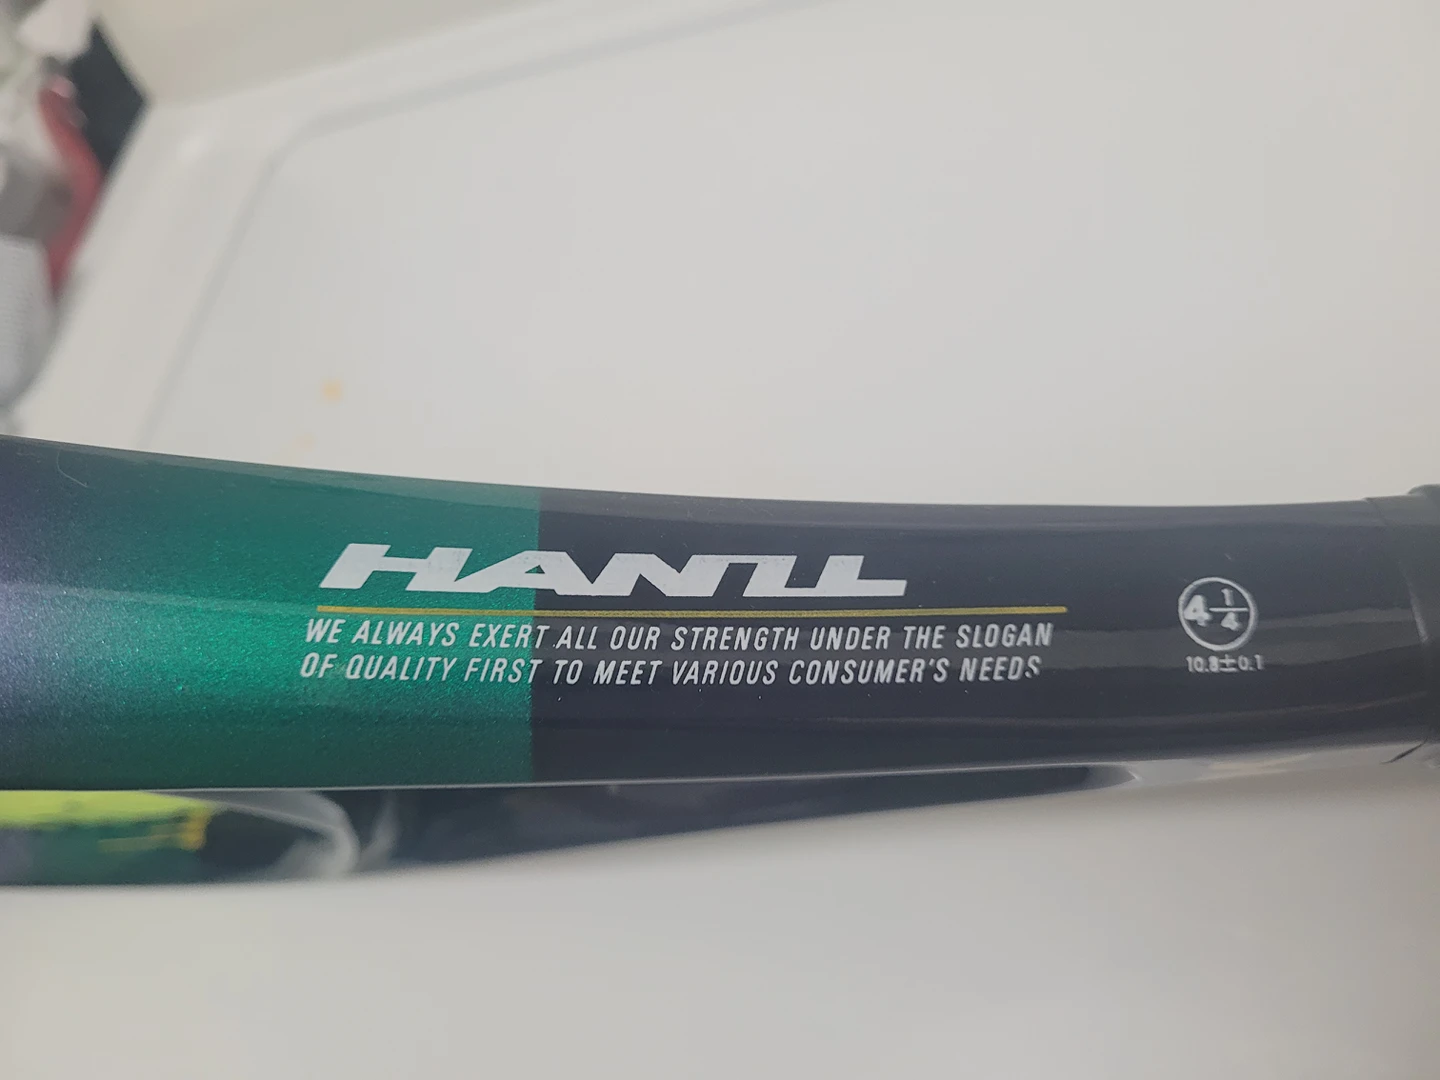 HANLL
WE ALWAYS EXERT ALL OUR STRENGTH UNDER THE SLOGAN
OF QUALITY FIRST TO MEET VARIOUS CONSUMER'S NEEDS
4 1/4
10.8±0.1